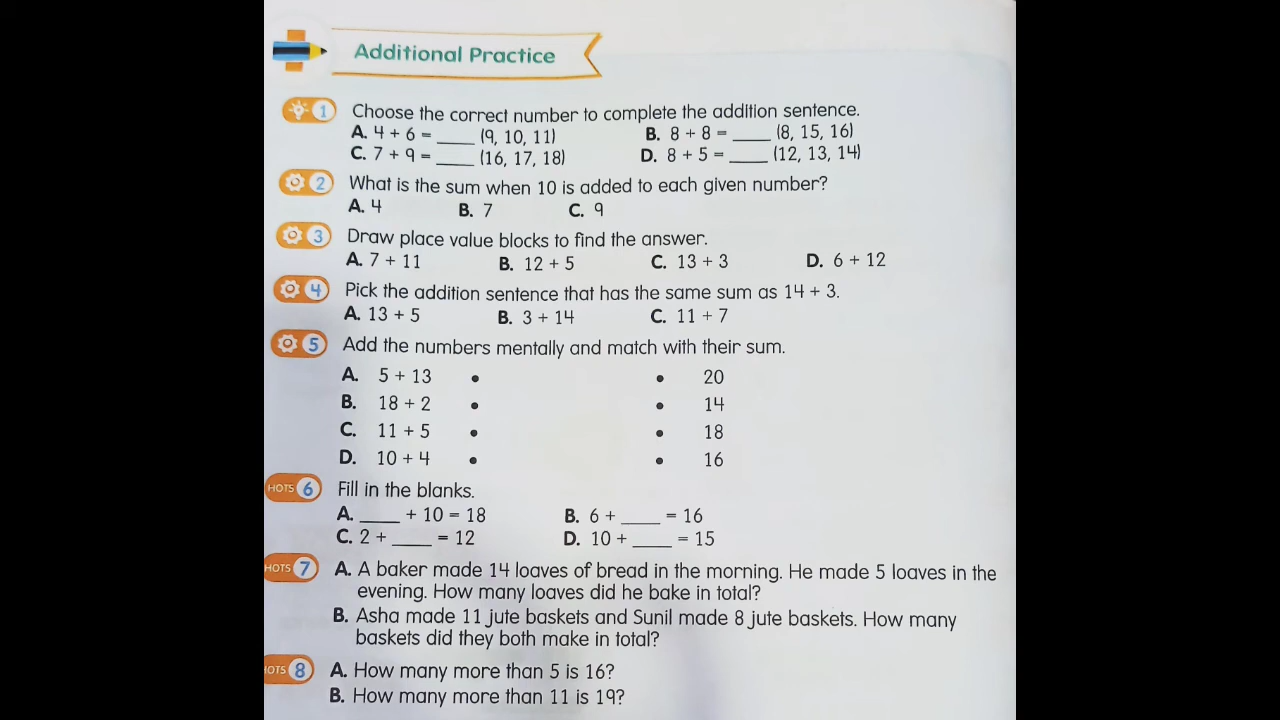 Additional Practice
1 Choose the correct number to complete the addition sentence.
A. 4 + 6 = ____ (9, 10, 11) B. 8 + 8 = ____ (8, 15, 16)
C. 7 + 9 = ____ (16, 17, 18) D. 8 + 5 = ____ (12, 13, 14)
2 What is the sum when 10 is added to each given number?
A. 4 B. 7 C. 9
3 Draw place value blocks to find the answer.
A. 7 + 11 B. 12 + 5 C. 13 + 3 D. 6 + 12
4 Pick the addition sentence that has the same sum as 14 + 3.
A. 13 + 5 B. 3 + 14 C. 11 + 7
5 Add the numbers mentally and match with their sum.
A. 5 + 13 • • 20
B. 18 + 2 • • 14
C. 11 + 5 • • 18
D. 10 + 4 • • 16
HOTS 6 Fill in the blanks.
A. ____ + 10 = 18 B. 6 + ____ = 16
C. 2 + ____ = 12 D. 10 + ____ = 15
HOTS 7 A. A baker made 14 loaves of bread in the morning. He made 5 loaves in the
evening. How many loaves did he bake in total?
B. Asha made 11 jute baskets and Sunil made 8 jute baskets. How many
baskets did they both make in total?
OTS 8 A. How many more than 5 is 16?
B. How many more than 11 is 19?